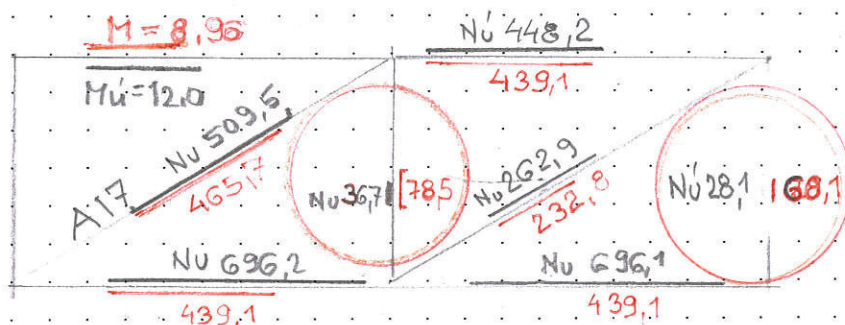 M = 8,96
Mú=12,0
Nú 448,2
439,1
A17
Nu 509,5
465,7
Nu 36,7
[78,5
Nu 262,9
232,8
Nú 28,1
Nu 696,2
439,1
Nu 696,1
439,1